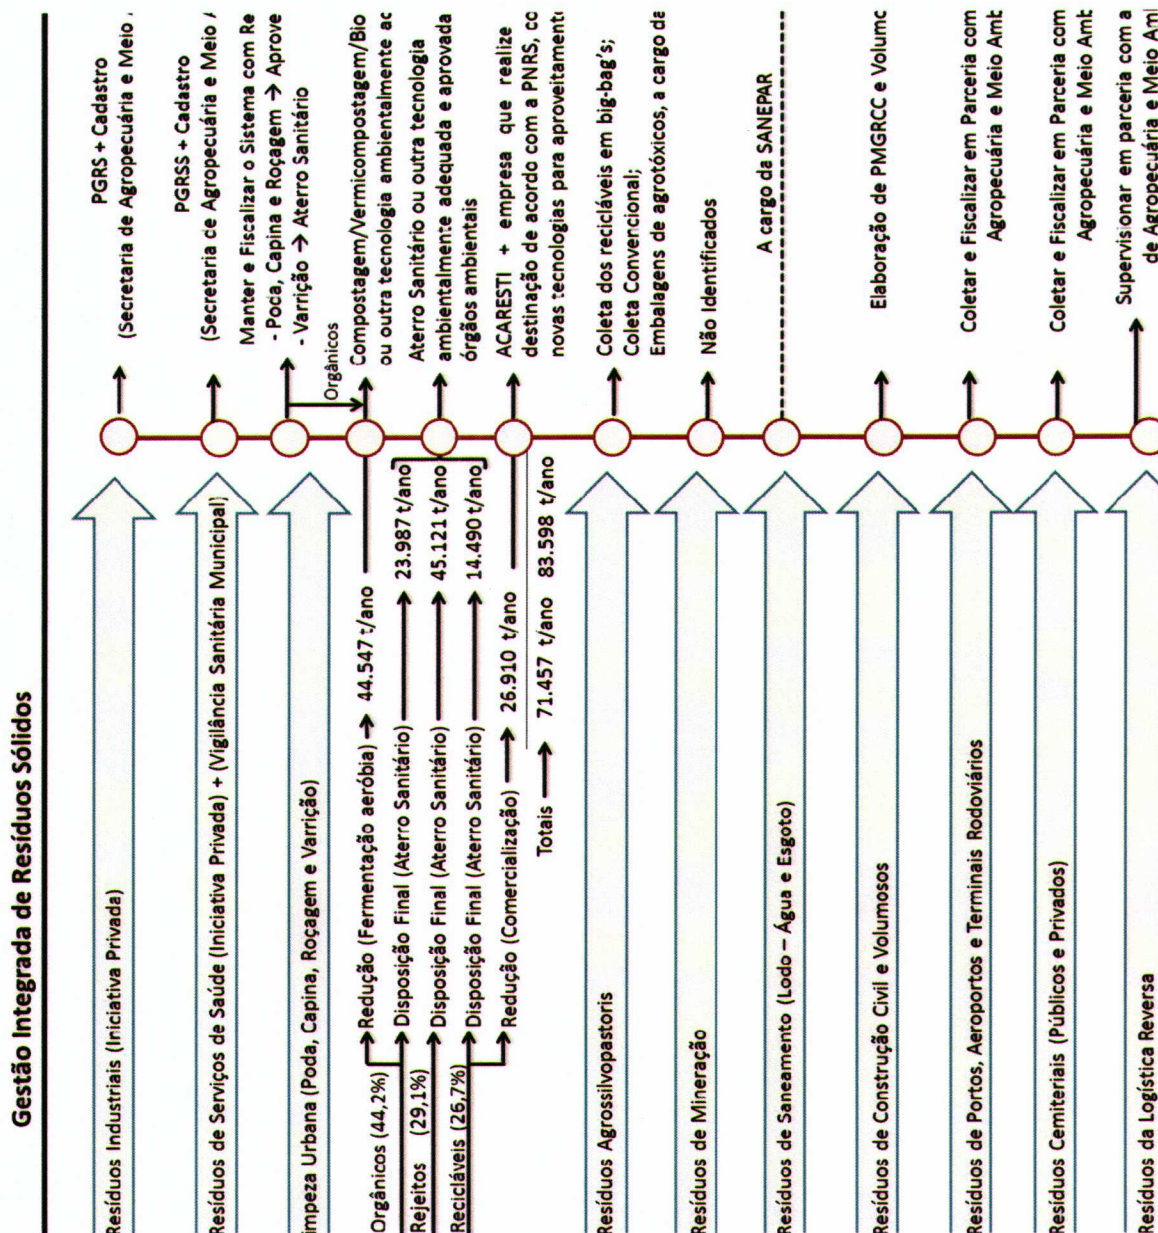 Gestão Integrada de Resíduos Sólidos
Resíduos Industriais (Iniciativa Privada)
PGRS + Cadastro
(Secretaria de Agropecuária e Meio
Resíduos de Serviços de Saúde (Iniciativa Privada) + (Vigilância Sanitária Municipal)
PGRSS + Cadastro
(Secretaria de Agropecuária e Meio
impeza Urbana (Poda, Capina, Roçagem e Varrição)
Manter e Fiscalizar o Sistema com Re
- Poda, Capina e Roçagem → Aprove
- Varrição → Aterro Sanitário
Orgânicos
Orgânicos (44,2%)
Redução (Fermentação aeróbia) → 44.547 t/ano
Compostagem/Vermicompostagem/Bio
ou outra tecnologia ambientalmente ac
Disposição Final (Aterro Sanitário) → 23.987 t/ano
Rejeitos (29,1%)
Disposição Final (Aterro Sanitário) → 45.121 t/ano
Aterro Sanitário ou outra tecnologia
ambientalmente adequada e aprovada
órgãos ambientais
Recicláveis (26,7%)
Disposição Final (Aterro Sanitário) → 14.490 t/ano
Redução (Comercialização) → 26.910 t/ano
ACARESTI + empresa que realize
destinação de acordo com a PNRS, co
novas tecnologias para aproveitament
Totais → 71.457 t/ano 83.598 t/ano
Resíduos Agrossilvopastoris
Coleta dos recicláveis em big-bag's;
Coleta Convencional;
Embalagens de agrotóxicos, a cargo da
Resíduos de Mineração
Não Identificados
Resíduos de Saneamento (Lodo – Água e Esgoto)
A cargo da SANEPAR
Resíduos de Construção Civil e Volumosos
Elaboração de PMGRCC e Volumc
Resíduos de Portos, Aeroportos e Terminais Rodoviários
Coletar e Fiscalizar em Parceria com
Agropecuária e Meio Amb
Resíduos Cemiteriais (Públicos e Privados)
Coletar e Fiscalizar em Parceria com
Agropecuária e Meio Amb
Resíduos da Logística Reversa
Supervisionar em parceria com a
de Agropecuária e Meio Aml